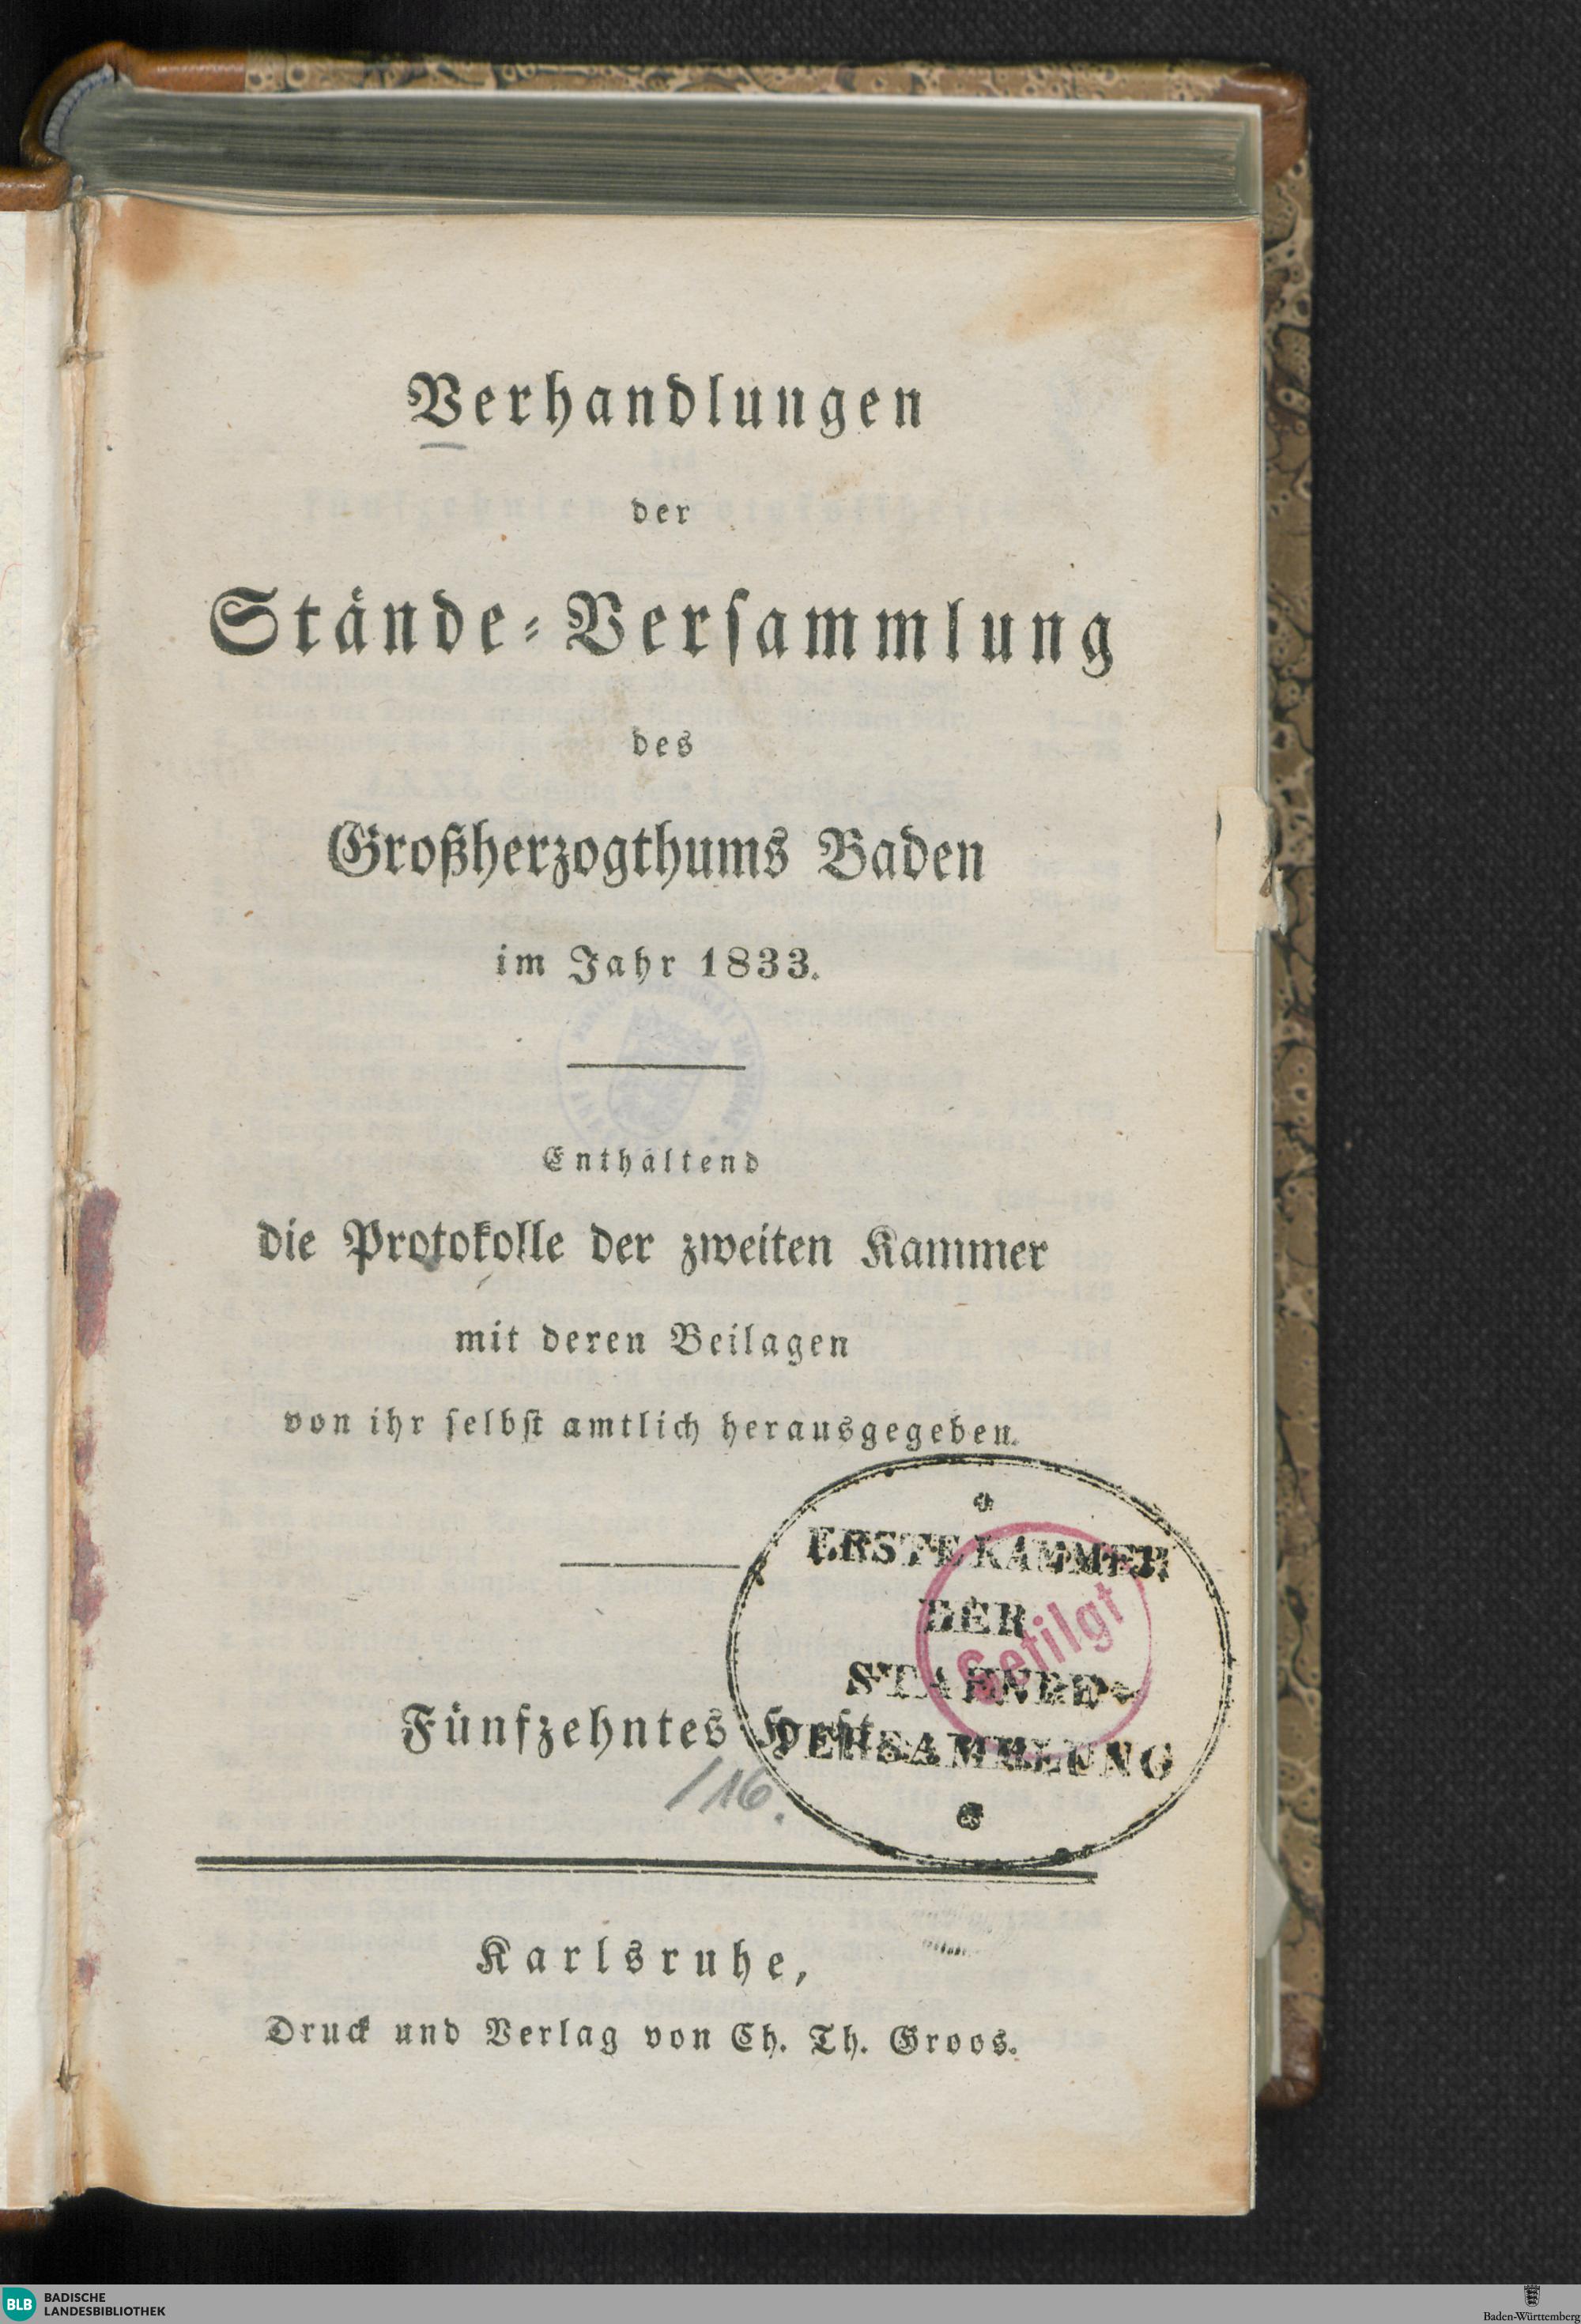 Verhandlungen
der
Stände-Versammlung
des
Großherzogthums Baden
im Jahr 1833.
Enthaltend
die Protokolle der zweiten Kammer
mit deren Beilagen
von ihr selbst amtlich herausgegeben.
ERSTE KAMMER
DER
STAENDE-
VERSAMMLUNG
Getilgt
Fünfzehntes Heft
/16.
Karlsruhe,
Druck und Verlag von Ch. Th. Groos.
BLB BADISCHE
LANDESBIBLIOTHEK
Baden-Württemberg